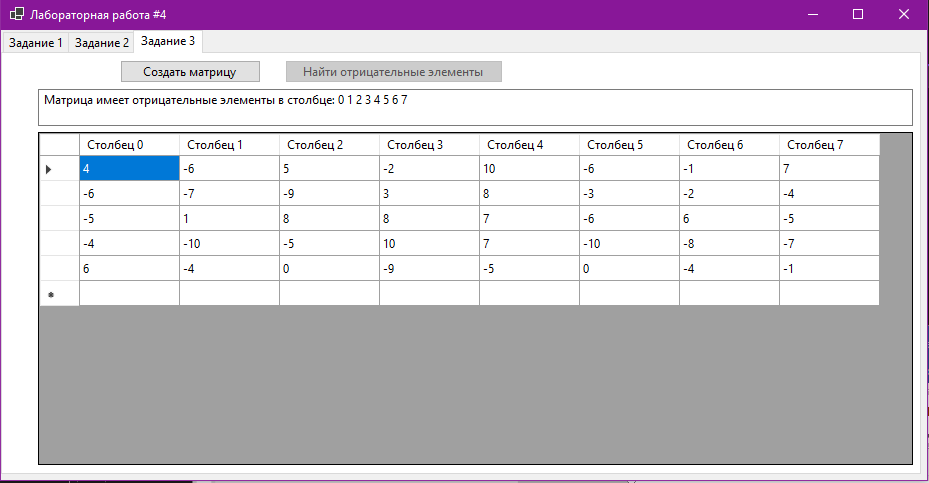 Лабораторная работа #4
Задание 1 Задание 2 Задание 3
Создать матрицу Найти отрицательные элементы
Матрица имеет отрицательные элементы в столбце: 0 1 2 3 4 5 6 7
Столбец 0 Столбец 1 Столбец 2 Столбец 3 Столбец 4 Столбец 5 Столбец 6 Столбец 7
4 -6 5 -2 10 -6 -1 7
-6 -7 -9 3 8 -3 -2 -4
-5 1 8 8 7 -6 6 -5
-4 -10 -5 10 7 -10 -8 -7
6 -4 0 -9 -5 0 -4 -1